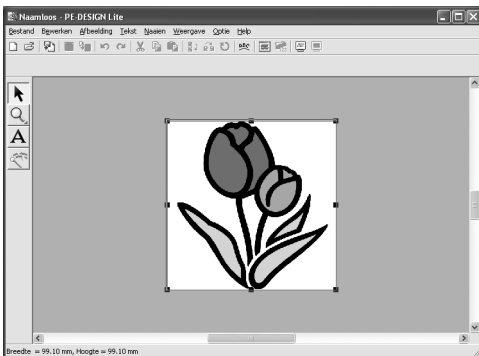 Naamloos - PE-DESIGN Lite
Bestand Bewerken Afbeelding Tekst Naaien Weergave Optie Help
abc
A
Breedte = 99.10 mm, Hoogte = 99.10 mm